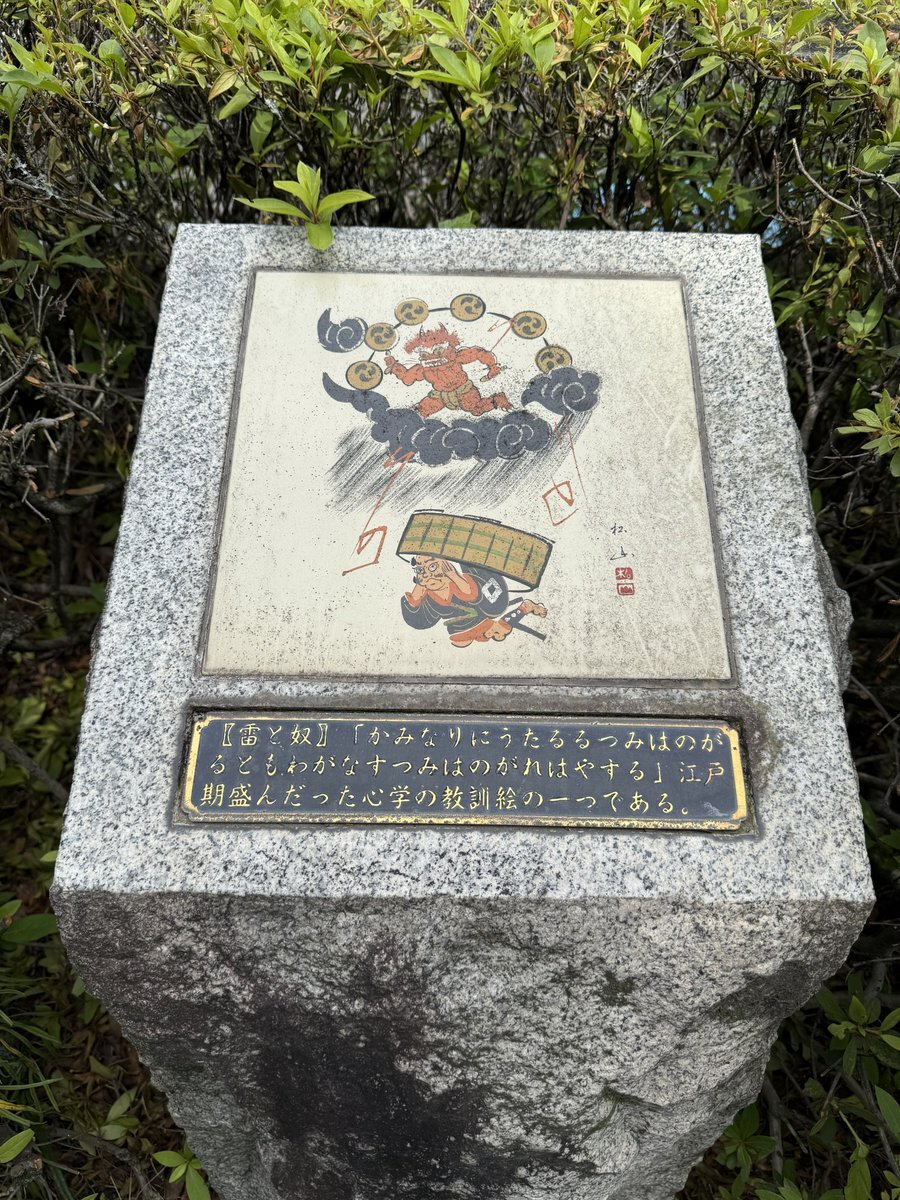 松山
〖雷と奴〗「かみなりにうたるるつみはのが
るともわがなすつみはのがれはやする」江戸
期盛んだった心学の教訓絵の一つである。